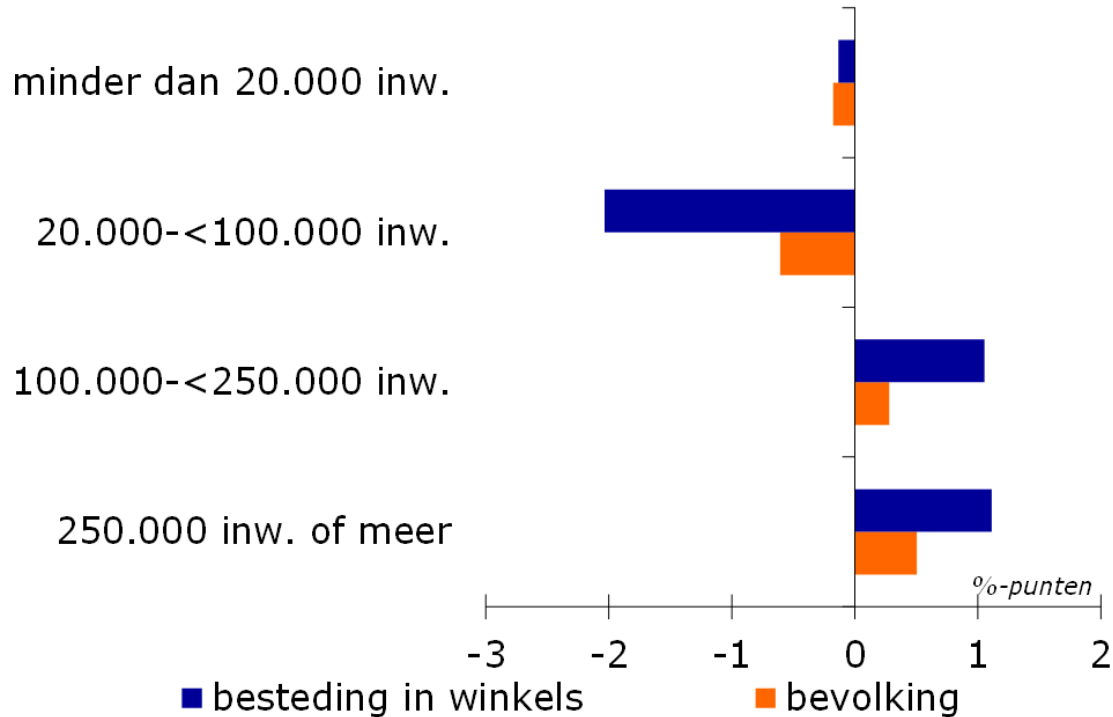 minder dan 20.000 inw.
20.000-<100.000 inw.
100.000-<250.000 inw.
250.000 inw. of meer
%-punten
-3 -2 -1 0 1 2
besteding in winkels bevolking